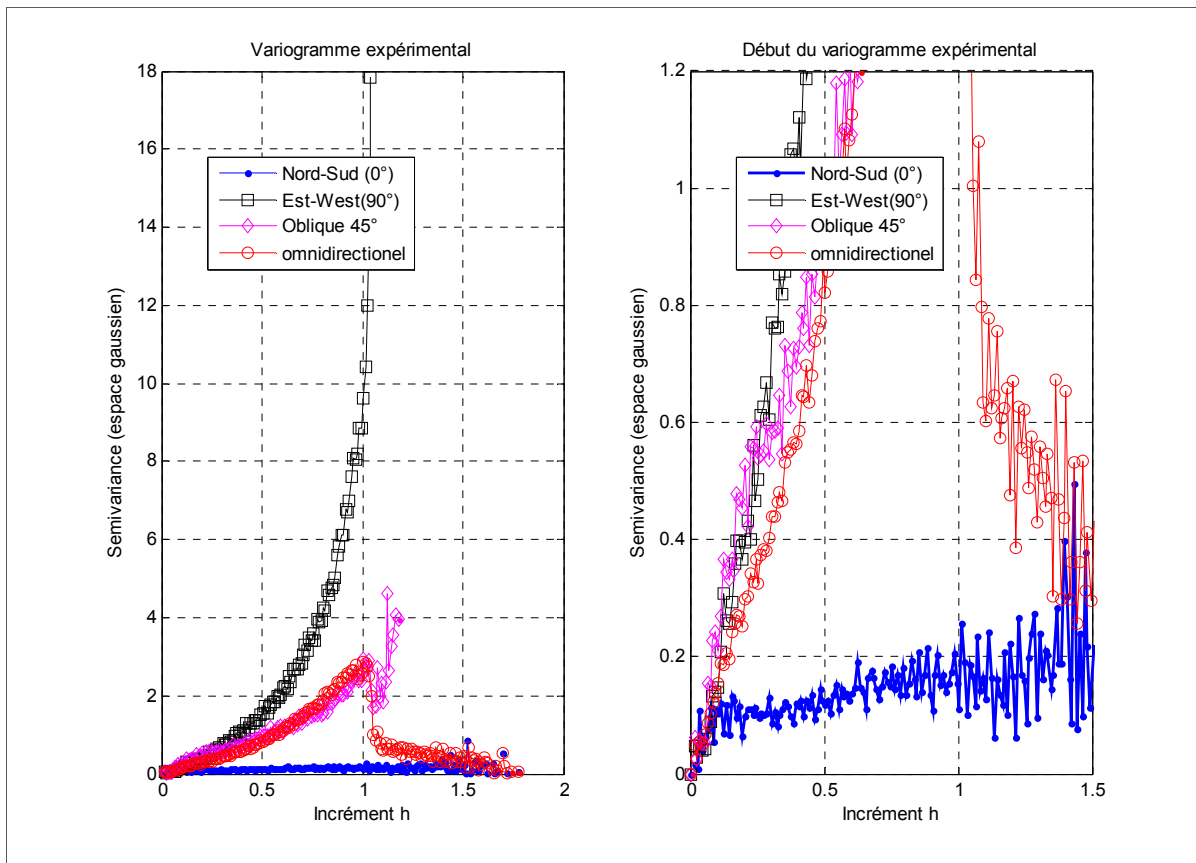 Variogramme expérimental
18
16
14
12
10
8
6
4
2
0
0
0.5
1
1.5
2
Semivariance (espace gaussien)
Incrément h
Nord-Sud (0°)
Est-West(90°)
Oblique 45°
omnidirectionel
Début du variogramme expérimental
1.2
1
0.8
0.6
0.4
0.2
0
0
0.5
1
1.5
Semivariance (espace gaussien)
Incrément h
Nord-Sud (0°)
Est-West(90°)
Oblique 45°
omnidirectionel